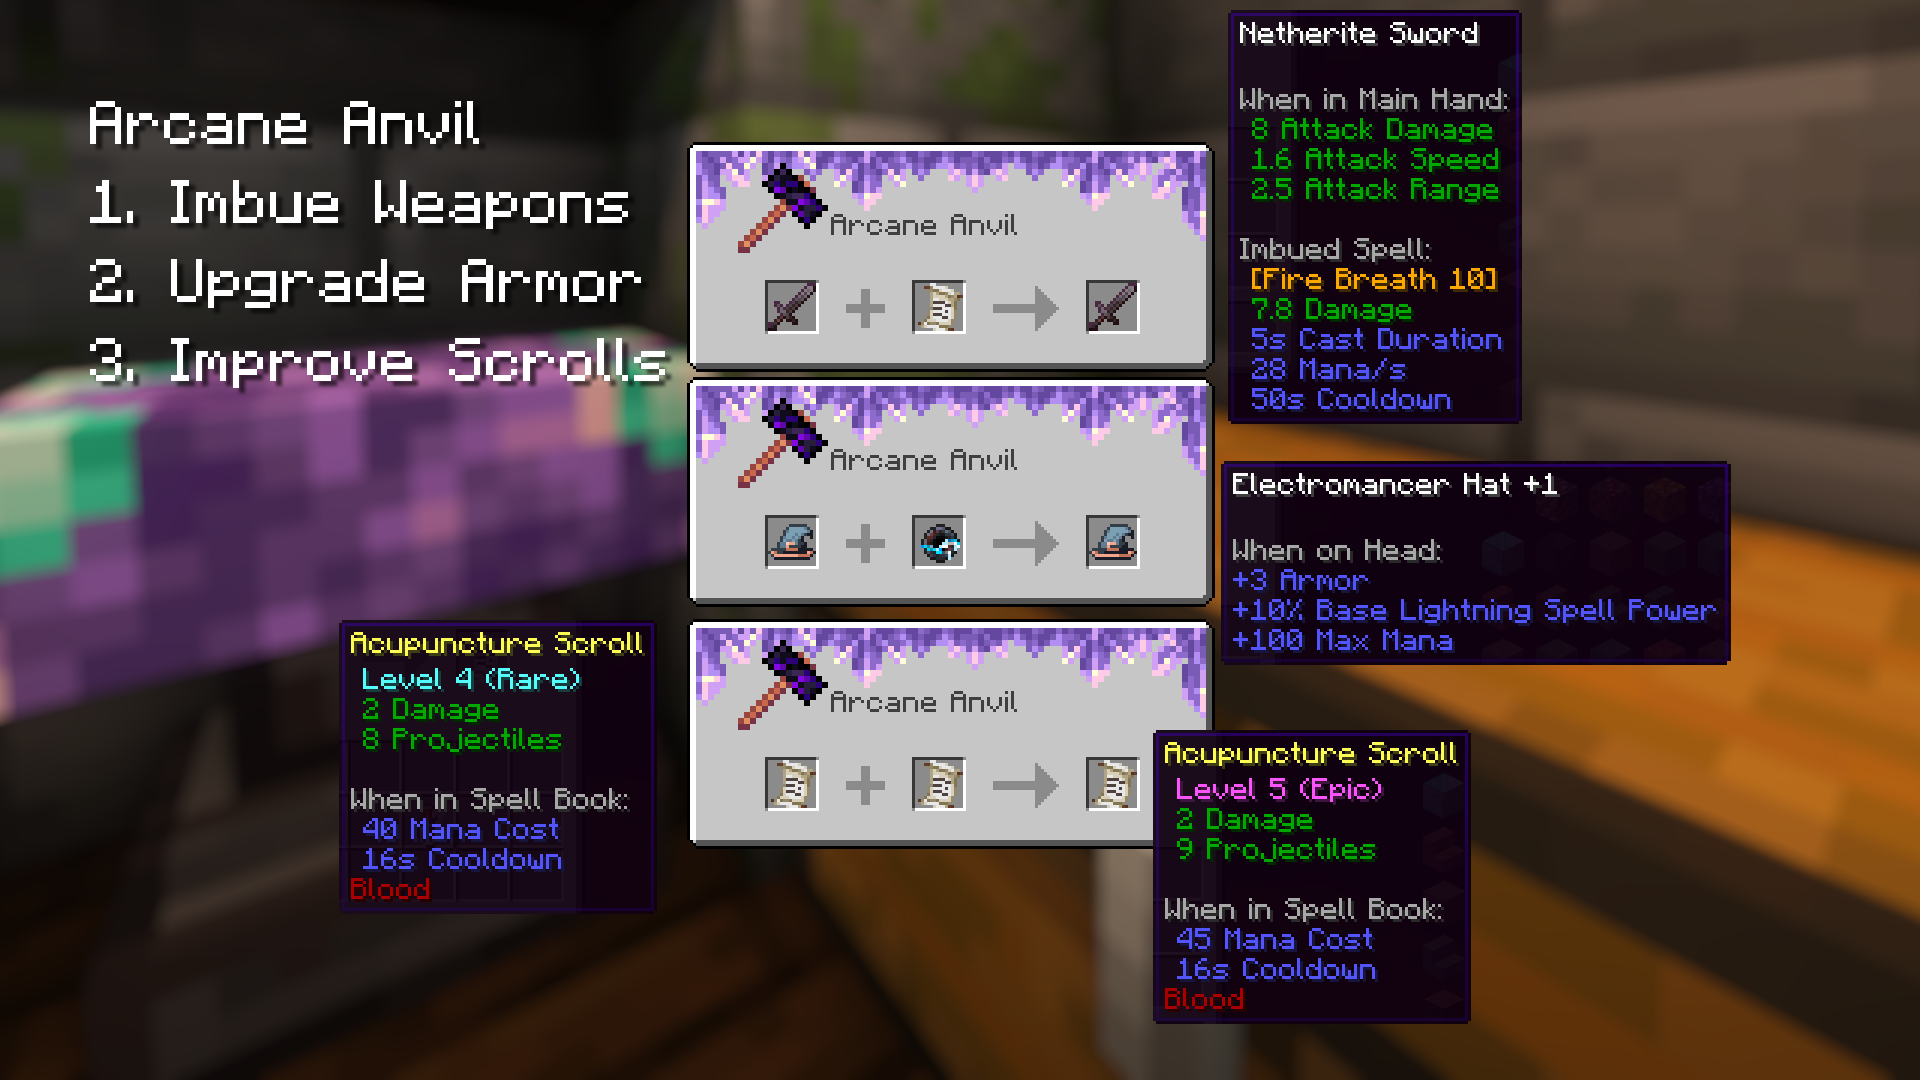 Arcane Anvil
1. Imbue Weapons
2. Upgrade Armor
3. Improve Scrolls
Arcane Anvil
Netherite Sword
When in Main Hand:
8 Attack Damage
1.6 Attack Speed
2.5 Attack Range
Imbued Spell:
[Fire Breath 10]
7.8 Damage
5s Cast Duration
28 Mana/s
50s Cooldown
Arcane Anvil
Electromancer Hat +1
When on Head:
+3 Armor
+10% Base Lightning Spell Power
+100 Max Mana
Acupuncture Scroll
Level 4 (Rare)
2 Damage
8 Projectiles
When in Spell Book:
40 Mana Cost
16s Cooldown
Blood
Arcane Anvil
Acupuncture Scroll
Level 5 (Epic)
2 Damage
9 Projectiles
When in Spell Book:
45 Mana Cost
16s Cooldown
Blood